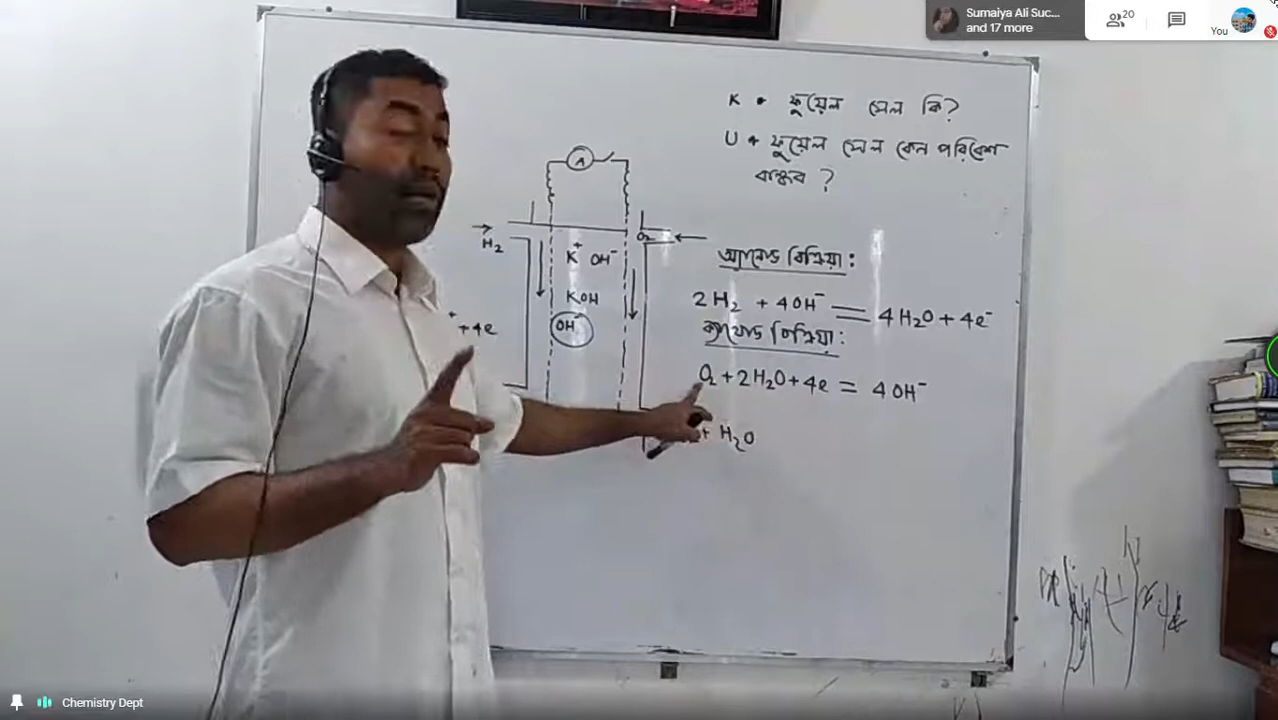 Sumaiya Ali Suc...
and 17 more
20
You
K • ফুয়েল সেল কি?
U • ফুয়েল সেল কেন পরিবেশ
বান্ধব ?
A
→ H₂
O₂ ←
K⁺ OH⁻
KOH
OH⁻
+ +4e
অ্যানোড বিক্রিয়া :
2H₂ + 4OH⁻ = 4H₂O + 4e⁻
ক্যাথোড বিক্রিয়া :
O₂ + 2H₂O + 4e = 4OH⁻
+ H₂O
Chemistry Dept